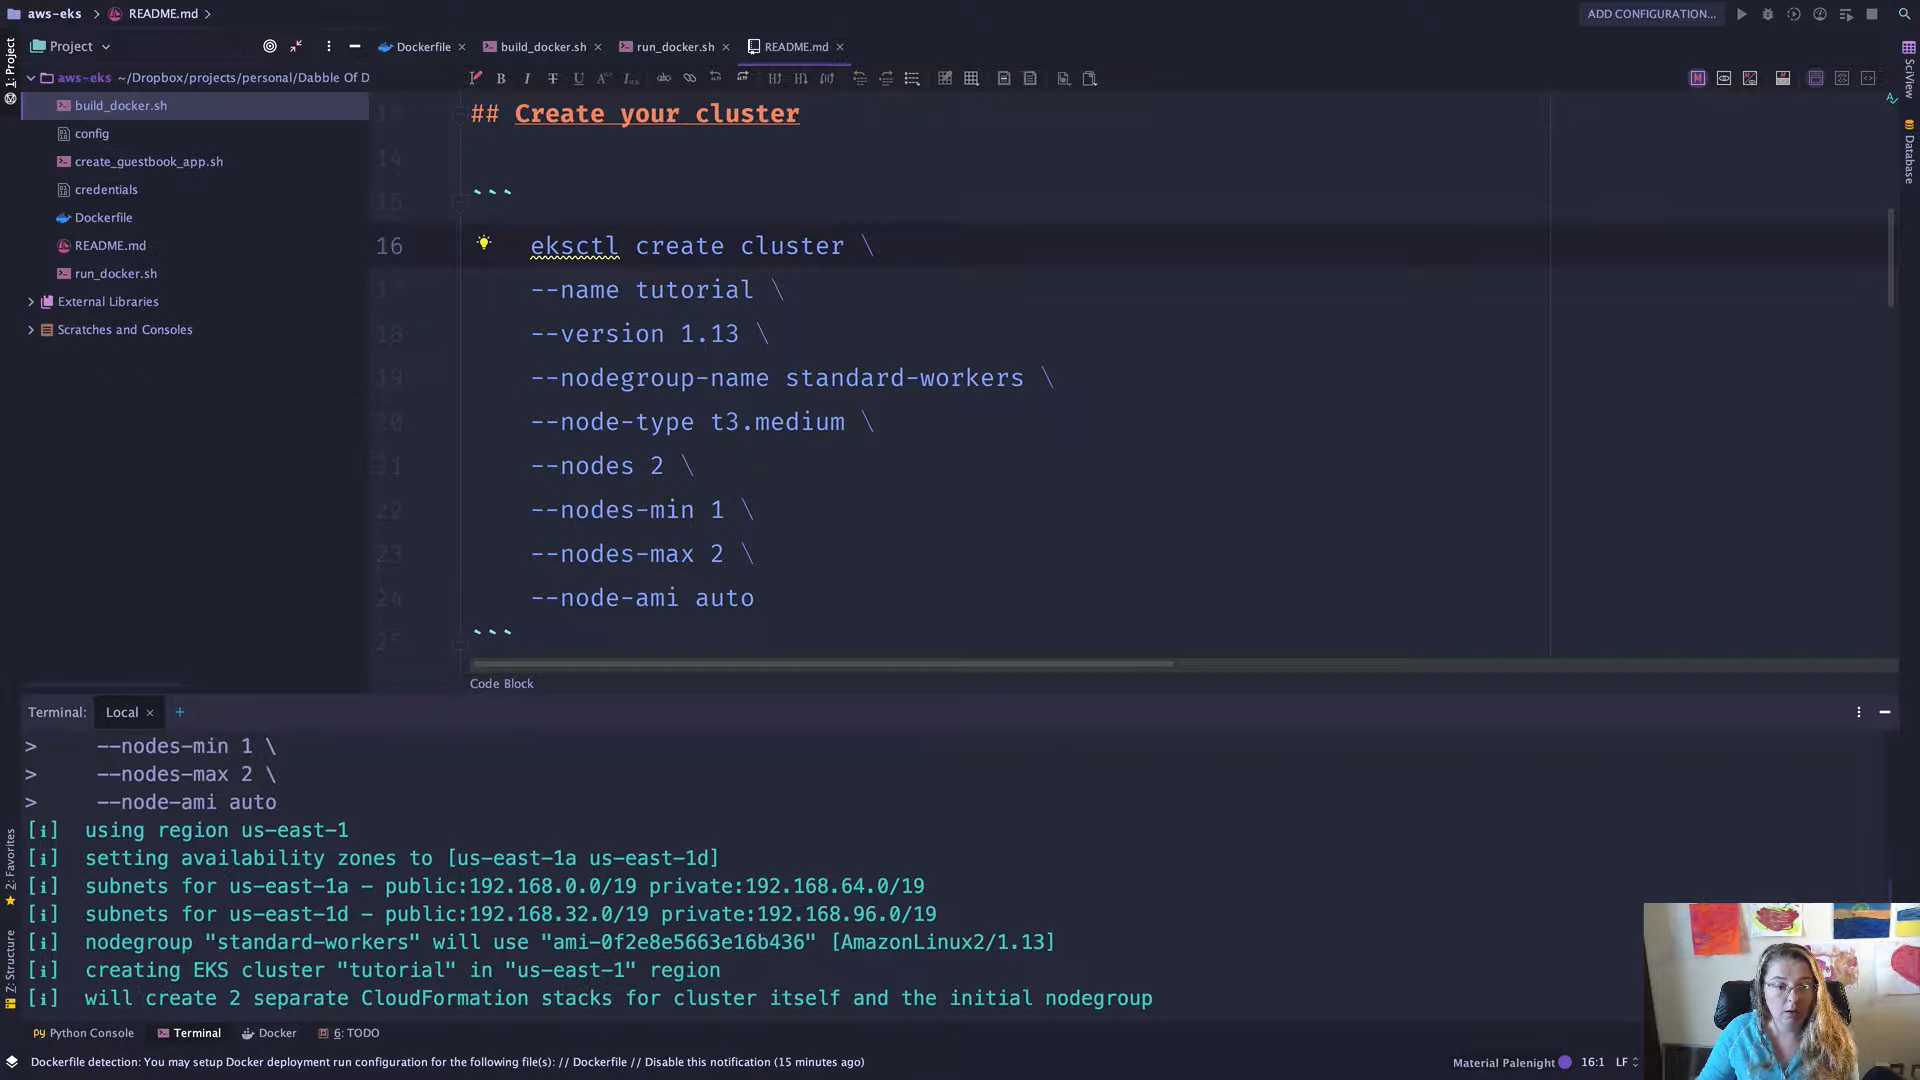 aws-eks
README.md
ADD CONFIGURATION...
1: Project
Project
Dockerfile
build_docker.sh
run_docker.sh
README.md
aws-eks ~/Dropbox/projects/personal/Dabble Of D
build_docker.sh
config
create_guestbook_app.sh
credentials
Dockerfile
README.md
run_docker.sh
External Libraries
Scratches and Consoles
SciView
Database
## Create your cluster
14
15 ```
16 eksctl create cluster \
--name tutorial \
18 --version 1.13 \
19 --nodegroup-name standard-workers \
20 --node-type t3.medium \
21 --nodes 2 \
22 --nodes-min 1 \
23 --nodes-max 2 \
24 --node-ami auto
25 ```
Code Block
Terminal: Local +
> --nodes-min 1 \
> --nodes-max 2 \
> --node-ami auto
[i] using region us-east-1
[i] setting availability zones to [us-east-1a us-east-1d]
[i] subnets for us-east-1a - public:192.168.0.0/19 private:192.168.64.0/19
[i] subnets for us-east-1d - public:192.168.32.0/19 private:192.168.96.0/19
[i] nodegroup "standard-workers" will use "ami-0f2e8e5663e16b436" [AmazonLinux2/1.13]
[i] creating EKS cluster "tutorial" in "us-east-1" region
[i] will create 2 separate CloudFormation stacks for cluster itself and the initial nodegroup
2: Favorites
Z: Structure
Python Console
Terminal
Docker
6: TODO
Dockerfile detection: You may setup Docker deployment run configuration for the following file(s): // Dockerfile // Disable this notification (15 minutes ago)
Material Palenight
16:1
LF